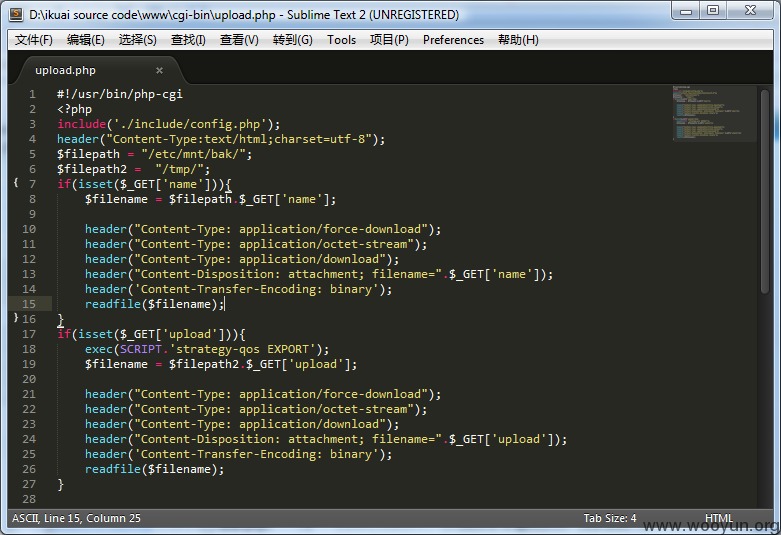 D:\ikuai source code\www\cgi-bin\upload.php - Sublime Text 2 (UNREGISTERED)
文件(F) 编辑(E) 选择(S) 查找(I) 查看(V) 转到(G) Tools 项目(P) Preferences 帮助(H)
upload.php ×
1 #!/usr/bin/php-cgi
2 <?php
3 include('./include/config.php');
4 header("Content-Type:text/html;charset=utf-8");
5 $filepath = "/etc/mnt/bak/";
6 $filepath2 =  "/tmp/";
{ 7 if(isset($_GET['name'])){
8     $filename = $filepath.$_GET['name'];
9
10     header("Content-Type: application/force-download");
11     header("Content-Type: application/octet-stream");
12     header("Content-Type: application/download");
13     header("Content-Disposition: attachment; filename=".$_GET['name']);
14     header('Content-Transfer-Encoding: binary');
15     readfile($filename);
} 16 }
17 if(isset($_GET['upload'])){
18     exec(SCRIPT.'strategy-qos EXPORT');
19     $filename = $filepath2.$_GET['upload'];
20
21     header("Content-Type: application/force-download");
22     header("Content-Type: application/octet-stream");
23     header("Content-Type: application/download");
24     header("Content-Disposition: attachment; filename=".$_GET['upload']);
25     header('Content-Transfer-Encoding: binary');
26     readfile($filename);
27 }
28
ASCII, Line 15, Column 25 Tab Size: 4 HTML
www.wooyun.org